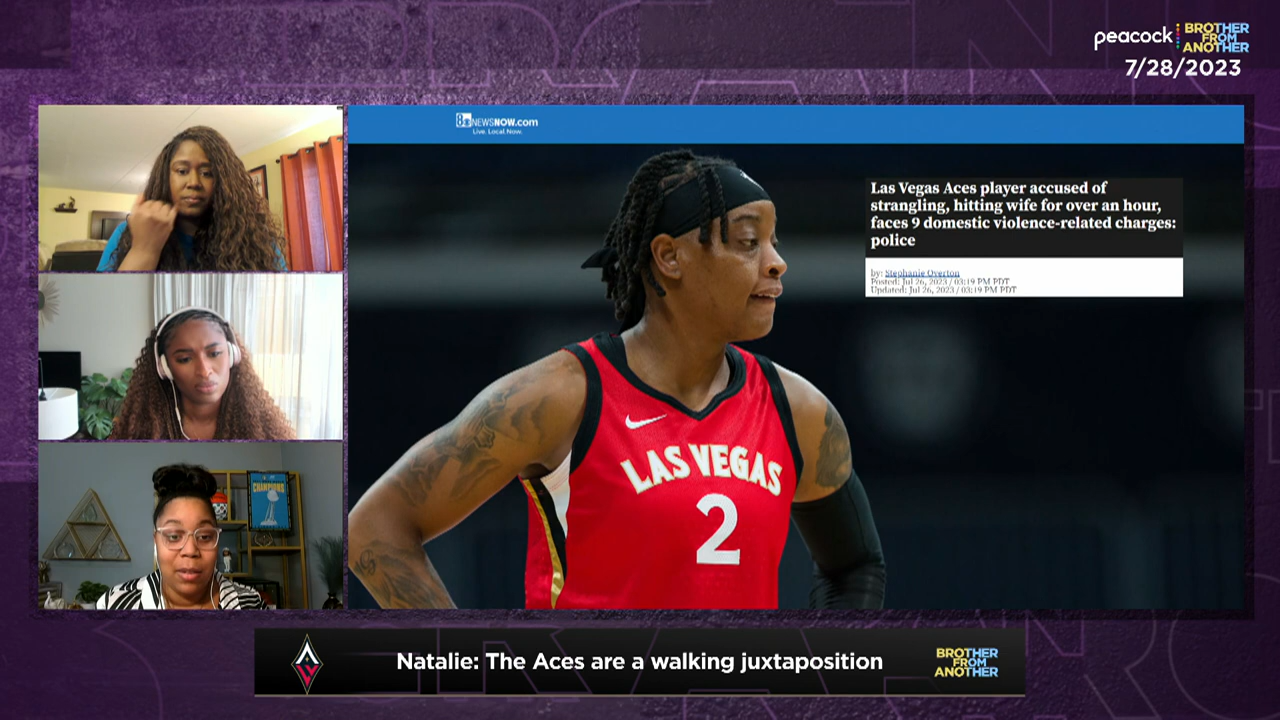 peacock
BROTHER
FROM
ANOTHER
7/28/2023
8 NEWSNOW.com
Live. Local. Now.
Las Vegas Aces player accused of
strangling, hitting wife for over an hour,
faces 9 domestic violence-related charges:
police
by: Stephanie Overton
Posted: Jul 26, 2023 / 03:19 PM PDT
Updated: Jul 26, 2023 / 03:19 PM PDT
CHAMPIONS
LAS VEGAS
2
Natalie: The Aces are a walking juxtaposition
BROTHER
FROM
ANOTHER